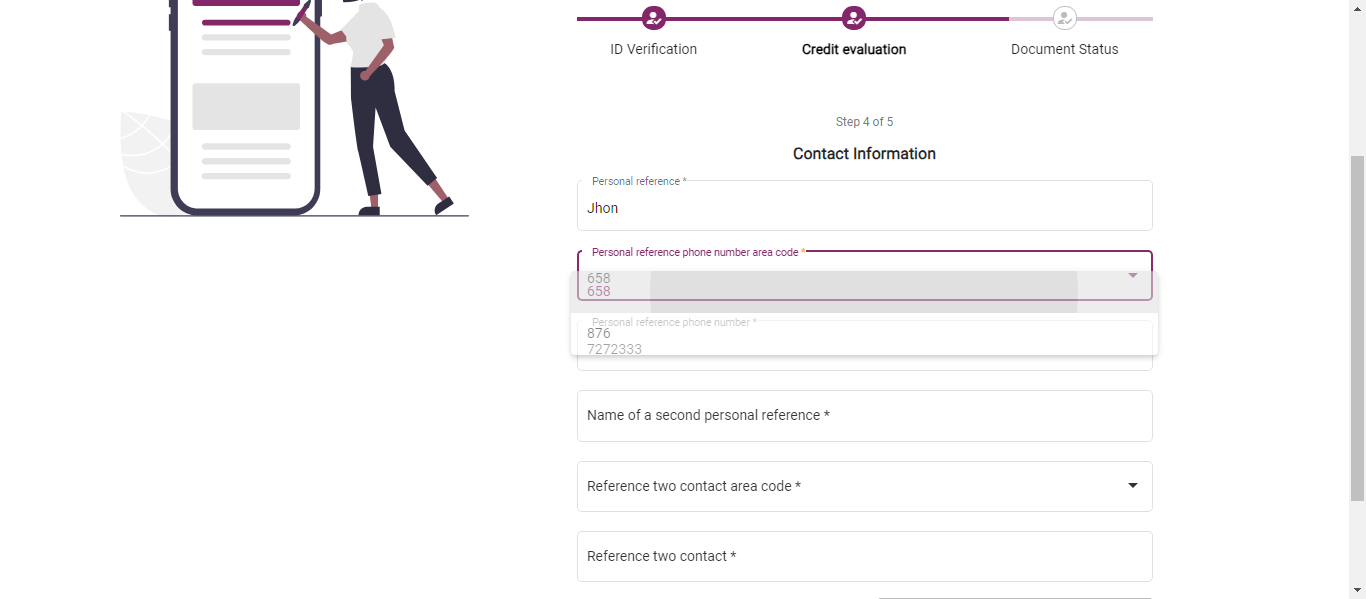 ID Verification
Credit evaluation
Document Status
Step 4 of 5
Contact Information
Personal reference *
Jhon
Personal reference phone number area code *
658
658
Personal reference phone number *
876
7272333
Name of a second personal reference *
Reference two contact area code *
Reference two contact *